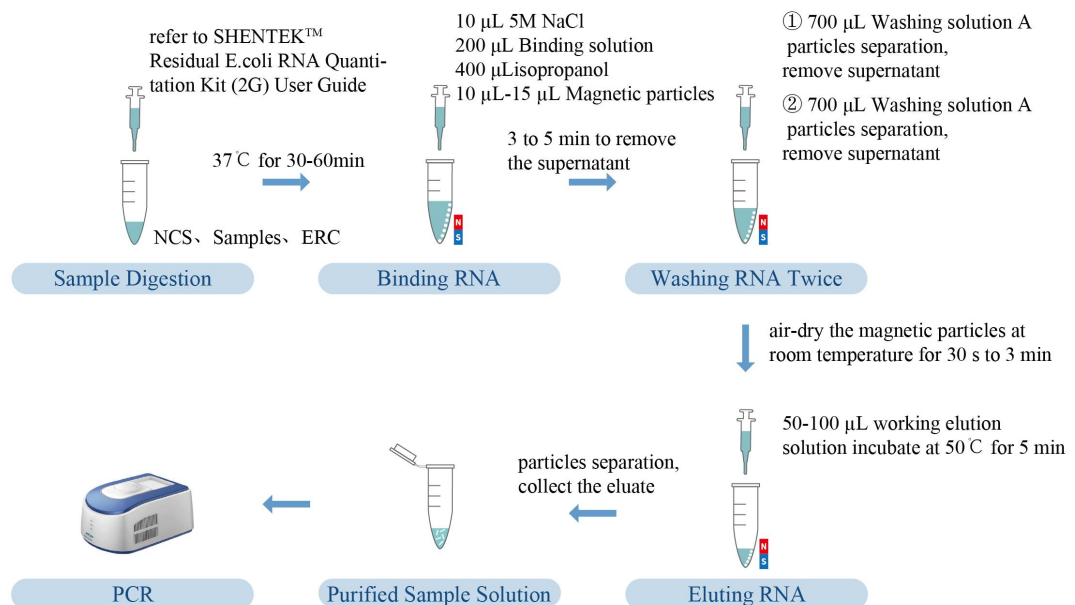 refer to SHENTEK™
Residual E.coli RNA Quanti-
tation Kit (2G) User Guide
37℃ for 30-60min
NCS、Samples、ERC
Sample Digestion
10 μL 5M NaCl
200 μL Binding solution
400 μLisopropanol
10 μL-15 μL Magnetic particles
3 to 5 min to remove
the supernatant
N
S
Binding RNA
① 700 μL Washing solution A
particles separation,
remove supernatant
② 700 μL Washing solution A
particles separation,
remove supernatant
N
S
Washing RNA Twice
air-dry the magnetic particles at
room temperature for 30 s to 3 min
50-100 μL working elution
solution incubate at 50℃ for 5 min
N
S
Eluting RNA
particles separation,
collect the eluate
Purified Sample Solution
PCR